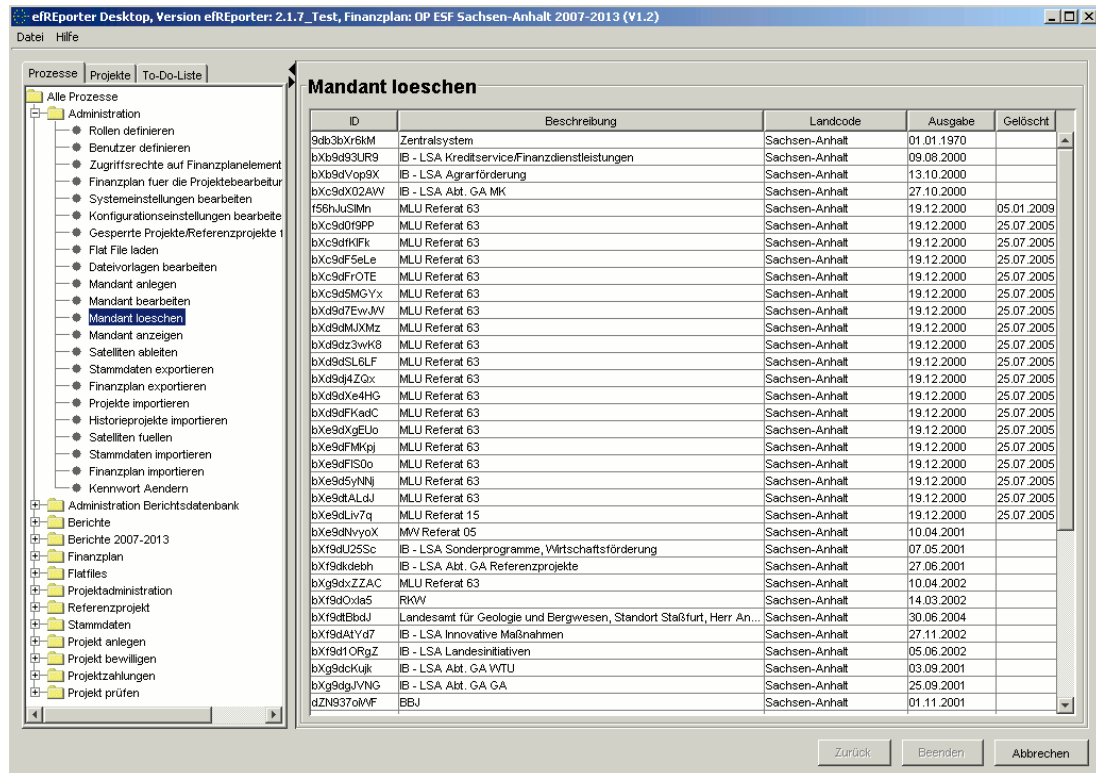 efREporter Desktop, Version efREporter: 2.1.7_Test, Finanzplan: OP ESF Sachsen-Anhalt 2007-2013 (V1.2)
Datei Hilfe
Prozesse Projekte To-Do-Liste
Alle Prozesse
Administration
Rollen definieren
Benutzer definieren
Zugriffsrechte auf Finanzplanelement
Finanzplan fuer die Projektebearbeitur
Systemeinstellungen bearbeiten
Konfigurationseinstellungen bearbeite
Gesperrte Projekte/Referenzprojekte f
Flat File laden
Dateivorlagen bearbeiten
Mandant anlegen
Mandant bearbeiten
Mandant loeschen
Mandant anzeigen
Satelliten ableiten
Stammdaten exportieren
Finanzplan exportieren
Projekte importieren
Historieprojekte importieren
Satelliten fuellen
Stammdaten importieren
Finanzplan importieren
Kennwort Aendern
Administration Berichtsdatenbank
Berichte
Berichte 2007-2013
Finanzplan
Flatfiles
Projektadministration
Referenzprojekt
Stammdaten
Projekt anlegen
Projekt bewilligen
Projektzahlungen
Projekt prüfen
Mandant loeschen
ID Beschreibung Landcode Ausgabe Gelöscht
9db3bXr6kM Zentralsystem Sachsen-Anhalt 01.01.1970
bXb9d93UR9 IB - LSA Kreditservice/Finanzdienstleistungen Sachsen-Anhalt 09.08.2000
bXb9dVop9X IB - LSA Agrarförderung Sachsen-Anhalt 13.10.2000
bXc9dX02AW IB - LSA Abt. GA MK Sachsen-Anhalt 27.10.2000
f56hJuSlMn MLU Referat 63 Sachsen-Anhalt 19.12.2000 05.01.2009
bXc9d0f9PP MLU Referat 63 Sachsen-Anhalt 19.12.2000 25.07.2005
bXc9dfKlFk MLU Referat 63 Sachsen-Anhalt 19.12.2000 25.07.2005
bXc9dF5eLe MLU Referat 63 Sachsen-Anhalt 19.12.2000 25.07.2005
bXc9dFrOTE MLU Referat 63 Sachsen-Anhalt 19.12.2000 25.07.2005
bXc9d5MGYx MLU Referat 63 Sachsen-Anhalt 19.12.2000 25.07.2005
bXd9d7EwJW MLU Referat 63 Sachsen-Anhalt 19.12.2000 25.07.2005
bXd9dMJXMz MLU Referat 63 Sachsen-Anhalt 19.12.2000 25.07.2005
bXd9dz3wK8 MLU Referat 63 Sachsen-Anhalt 19.12.2000 25.07.2005
bXd9dSL6LF MLU Referat 63 Sachsen-Anhalt 19.12.2000 25.07.2005
bXd9dj4ZQx MLU Referat 63 Sachsen-Anhalt 19.12.2000 25.07.2005
bXd9dXe4HG MLU Referat 63 Sachsen-Anhalt 19.12.2000 25.07.2005
bXd9dFKadC MLU Referat 63 Sachsen-Anhalt 19.12.2000 25.07.2005
bXe9dXgEUo MLU Referat 63 Sachsen-Anhalt 19.12.2000 25.07.2005
bXe9dFMKpj MLU Referat 63 Sachsen-Anhalt 19.12.2000 25.07.2005
bXe9dFlS0o MLU Referat 63 Sachsen-Anhalt 19.12.2000 25.07.2005
bXe9d5yNNj MLU Referat 63 Sachsen-Anhalt 19.12.2000 25.07.2005
bXe9dtALdJ MLU Referat 63 Sachsen-Anhalt 19.12.2000 25.07.2005
bXe9dLiv7q MLU Referat 15 Sachsen-Anhalt 19.12.2000 25.07.2005
bXe9dNvyoX MW Referat 05 Sachsen-Anhalt 10.04.2001
bXf9dU25Sc IB - LSA Sonderprogramme, Wirtschaftsförderung Sachsen-Anhalt 07.05.2001
bXf9dkdebh IB - LSA Abt. GA Referenzprojekte Sachsen-Anhalt 27.06.2001
bXg9dxZZAC MLU Referat 63 Sachsen-Anhalt 10.04.2002
bXf9dOxla5 RKW Sachsen-Anhalt 14.03.2002
bXf9dtBbdJ Landesamt für Geologie und Bergwesen, Standort Staßfurt, Herr An... Sachsen-Anhalt 30.06.2004
bXf9dAtYd7 IB - LSA Innovative Maßnahmen Sachsen-Anhalt 27.11.2002
bXf9d1ORgZ IB - LSA Landesinitiativen Sachsen-Anhalt 05.06.2002
bXg9dcKujk IB - LSA Abt. GA WTU Sachsen-Anhalt 03.09.2001
bXg9dgJVNG IB - LSA Abt. GA GA Sachsen-Anhalt 25.09.2001
dZN937oiWF BBJ Sachsen-Anhalt 01.11.2001
Zurück Beenden Abbrechen